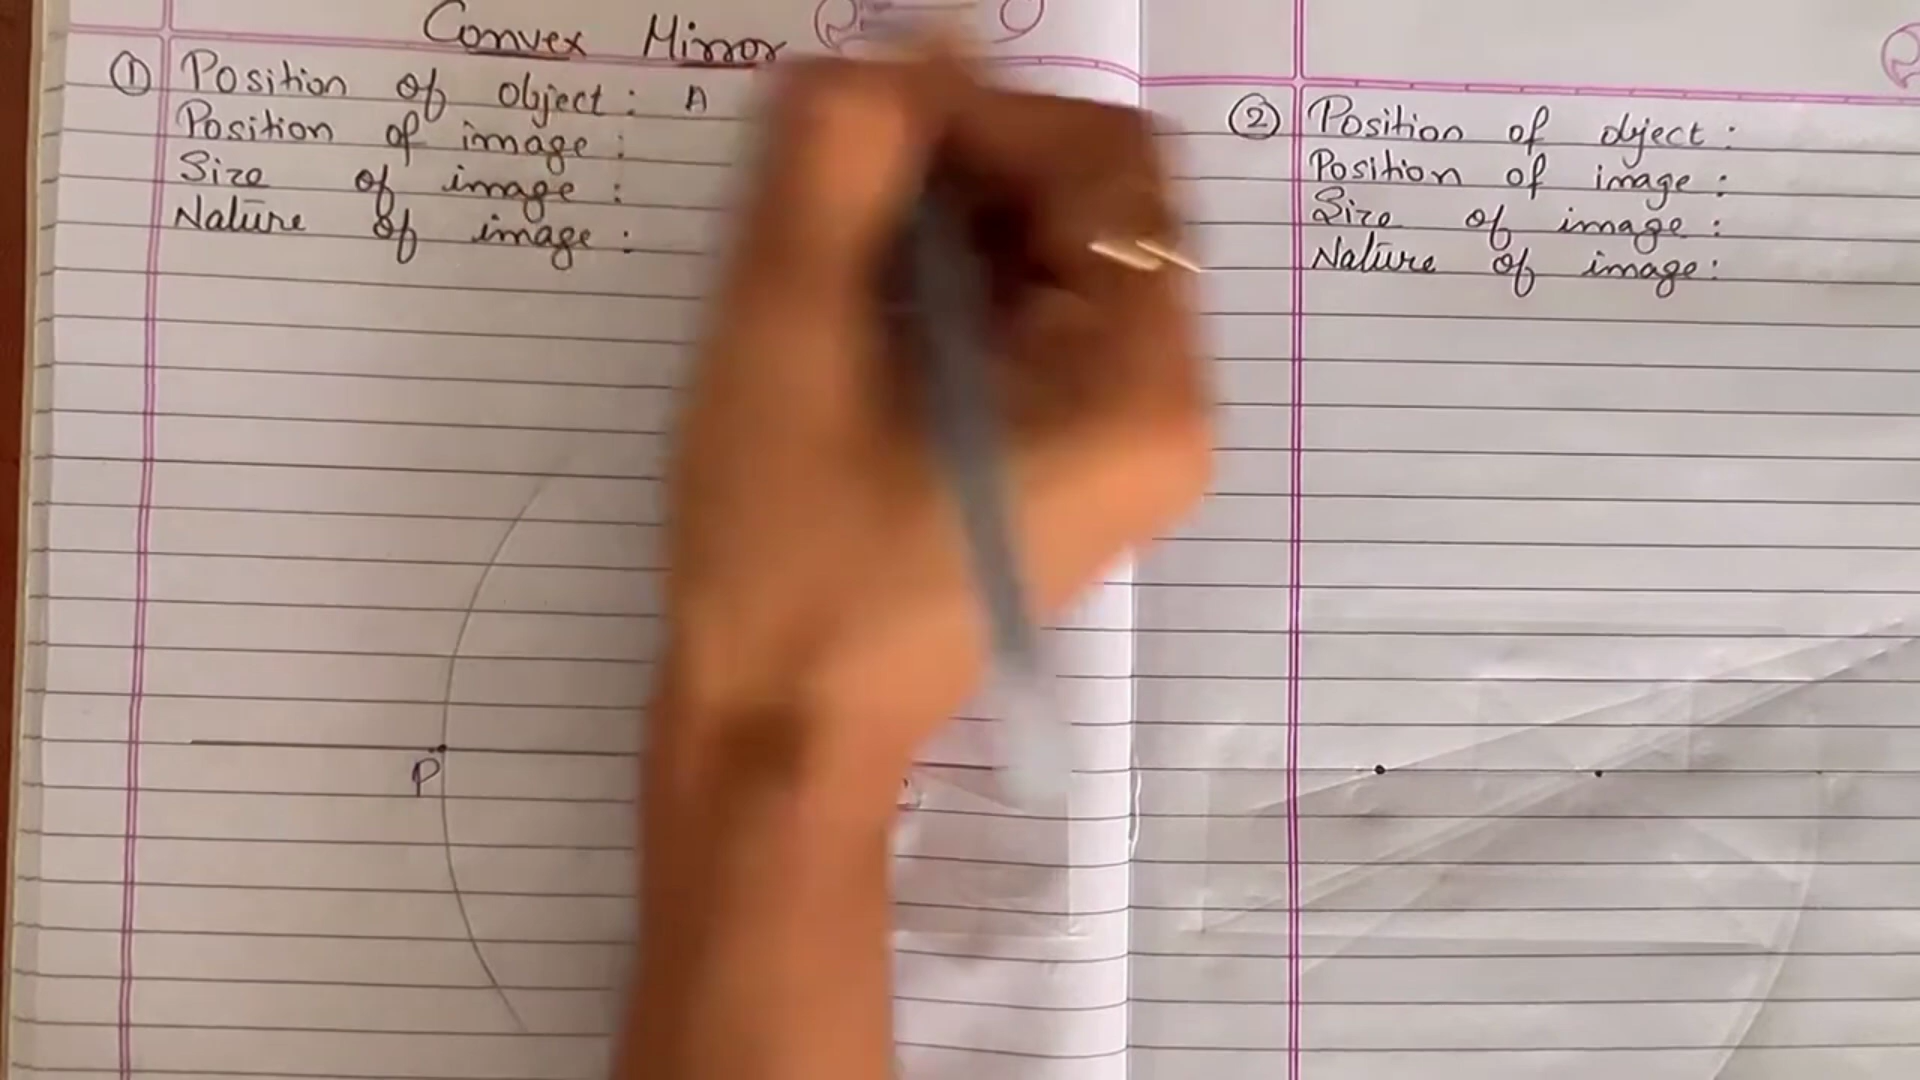 Convex Mirror
① Position of object: A
Position of image:
Size of image:
Nature of image:
P
② Position of object:
Position of image:
Size of image:
Nature of image: